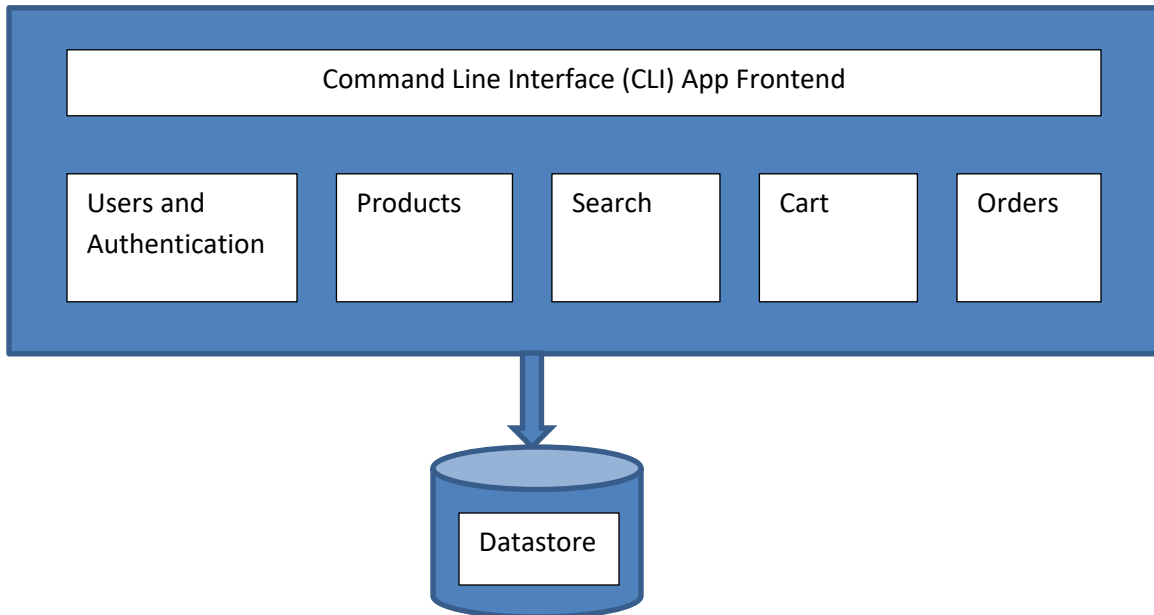 Command Line Interface (CLI) App Frontend
Users and
Authentication
Products
Search
Cart
Orders
Datastore